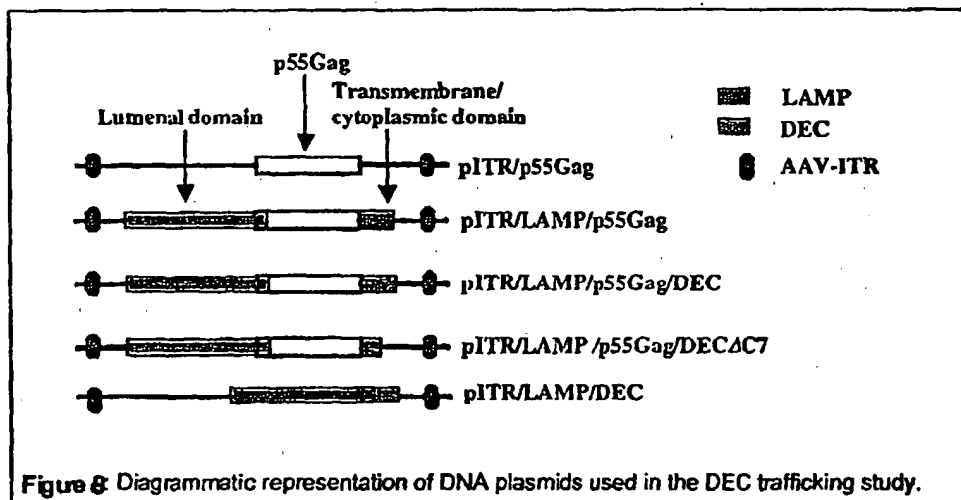 p55Gag
Transmembrane/
cytoplasmic domain
Lumenal domain
LAMP
DEC
AAV-ITR
pITR/p55Gag
pITR/LAMP/p55Gag
pITR/LAMP/p55Gag/DEC
pITR/LAMP/p55Gag/DECΔC7
pITR/LAMP/DEC
Figure 8: Diagrammatic representation of DNA plasmids used in the DEC trafficking study.